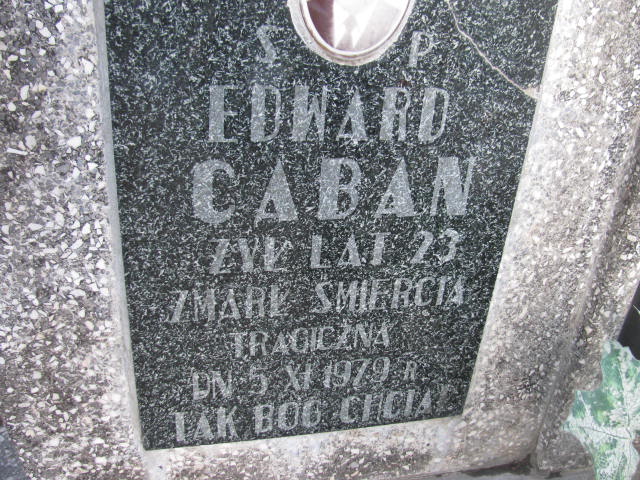 Ś P
EDWARD
CABAN
ŻYŁ LAT 23
ZMARŁ ŚMIERCIĄ
TRAGICZNĄ
DN 5 XI 1979 R
TAK BÓG CHCIAŁ